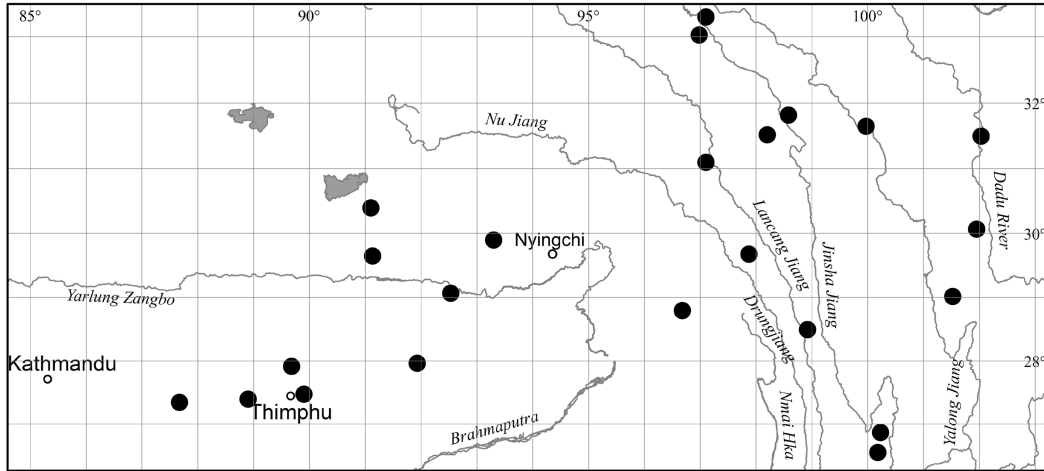 85°
90°
95°
100°
32°
Nu Jiang
Dadu River
Lancang Jiang
Jinsha Jiang
30°
Nyingchi
Yarlung Zangbo
Drungjiang
Kathmandu
28°
Thimphu
Nmai Hka
Yalong Jiang
Brahmaputra